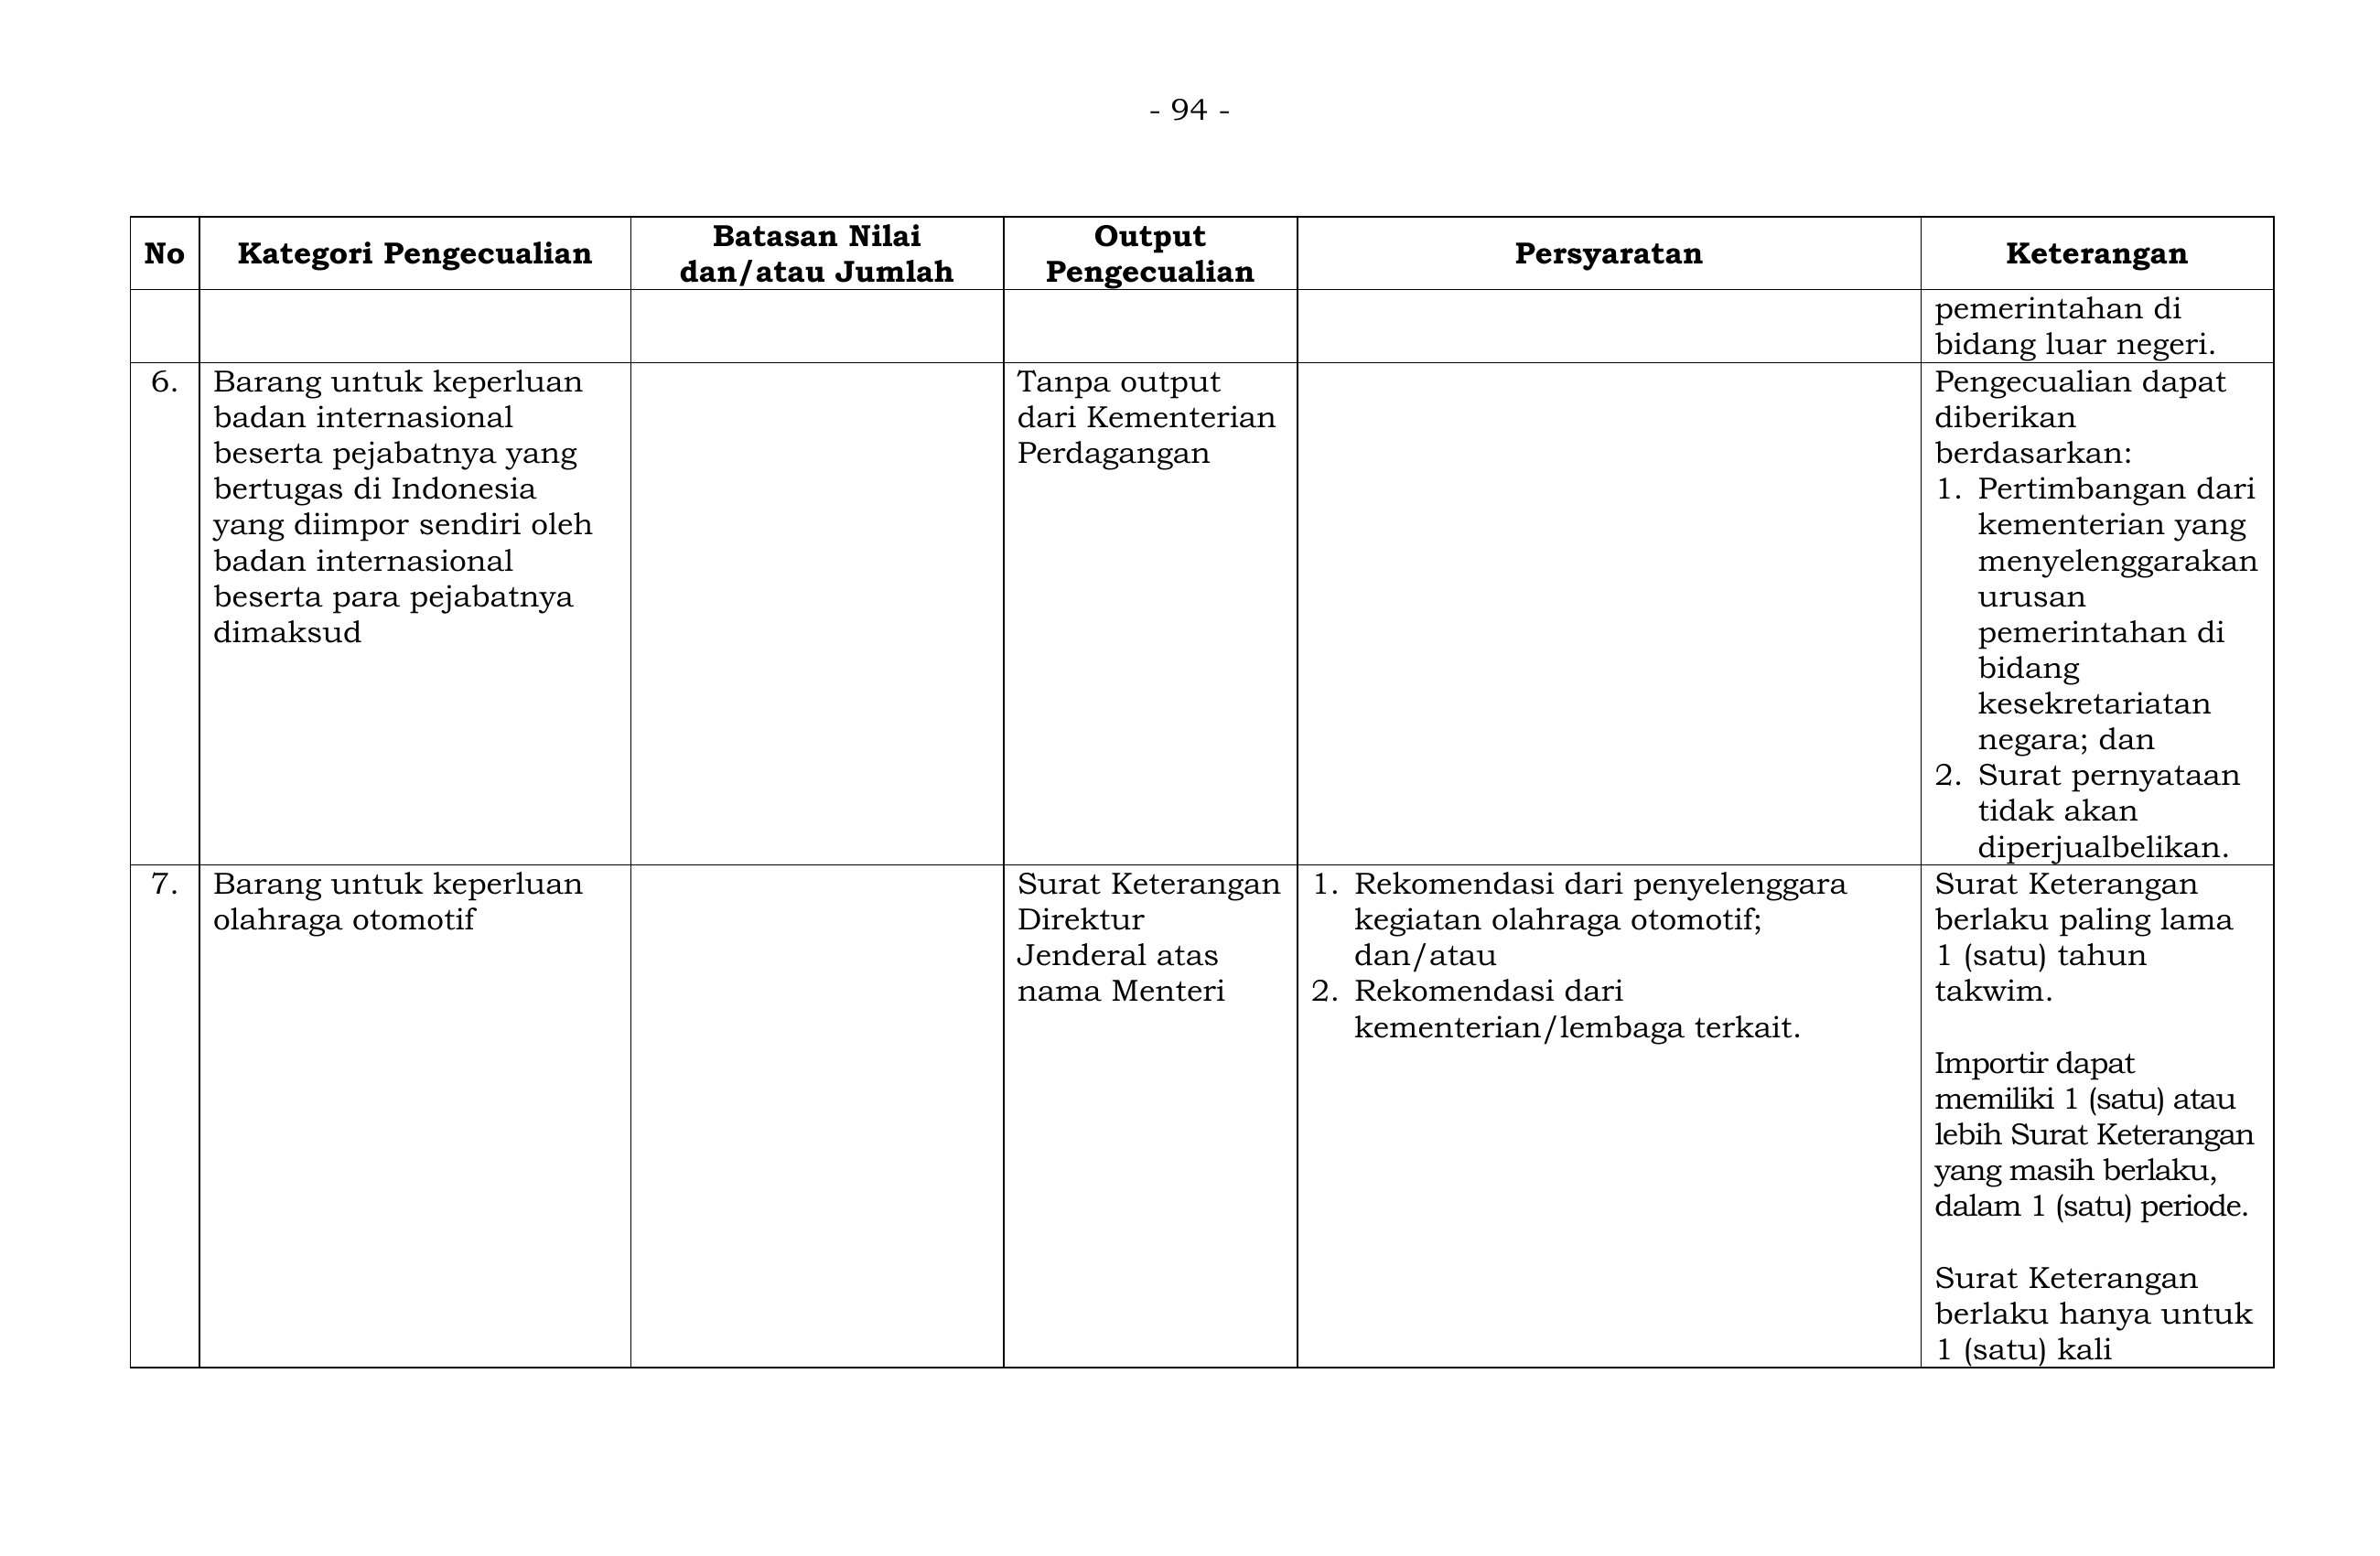 - 94 -
No
Kategori Pengecualian
Batasan Nilai
dan/atau Jumlah
Output
Pengecualian
Persyaratan
Keterangan
pemerintahan di
bidang luar negeri.
6.
Barang untuk keperluan
badan internasional
beserta pejabatnya yang
bertugas di Indonesia
yang diimpor sendiri oleh
badan internasional
beserta para pejabatnya
dimaksud
Tanpa output
dari Kementerian
Perdagangan
Pengecualian dapat
diberikan
berdasarkan:
1. Pertimbangan dari
kementerian yang
menyelenggarakan
urusan
pemerintahan di
bidang
kesekretariatan
negara; dan
2. Surat pernyataan
tidak akan
diperjualbelikan.
7.
Barang untuk keperluan
olahraga otomotif
Surat Keterangan
Direktur
Jenderal atas
nama Menteri
1. Rekomendasi dari penyelenggara
kegiatan olahraga otomotif;
dan/atau
2. Rekomendasi dari
kementerian/lembaga terkait.
Surat Keterangan
berlaku paling lama
1 (satu) tahun
takwim.
Importir dapat
memiliki 1 (satu) atau
lebih Surat Keterangan
yang masih berlaku,
dalam 1 (satu) periode.
Surat Keterangan
berlaku hanya untuk
1 (satu) kali